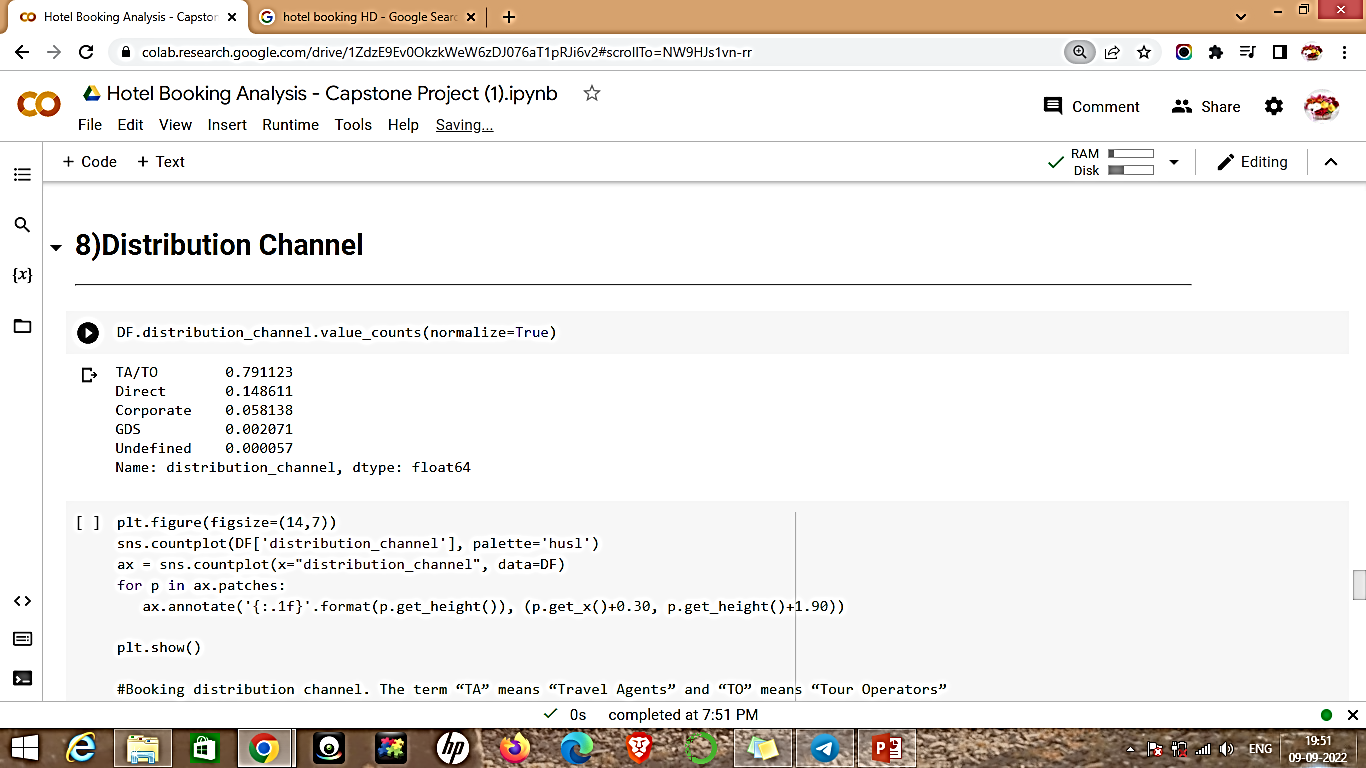 Hotel Booking Analysis - Capstor
hotel booking HD - Google Searc
colab.research.google.com/drive/1ZdzE9Ev0OkzkWeW6zDJ076aT1pRJi6v2#scrollTo=NW9HJs1vn-rr
Hotel Booking Analysis - Capstone Project (1).ipynb
Comment Share
File Edit View Insert Runtime Tools Help Saving...
+ Code + Text
RAM
Disk
Editing
8)Distribution Channel
{x}
DF.distribution_channel.value_counts(normalize=True)
TA/TO 0.791123
Direct 0.148611
Corporate 0.058138
GDS 0.002071
Undefined 0.000057
Name: distribution_channel, dtype: float64
[ ] plt.figure(figsize=(14,7))
sns.countplot(DF['distribution_channel'], palette='husl')
ax = sns.countplot(x="distribution_channel", data=DF)
for p in ax.patches:
ax.annotate('{:.1f}'.format(p.get_height()), (p.get_x()+0.30, p.get_height()+1.90))
plt.show()
#Booking distribution channel. The term “TA” means “Travel Agents” and “TO” means “Tour Operators”
0s completed at 7:51 PM
hp
ENG
19:51
09-09-2022